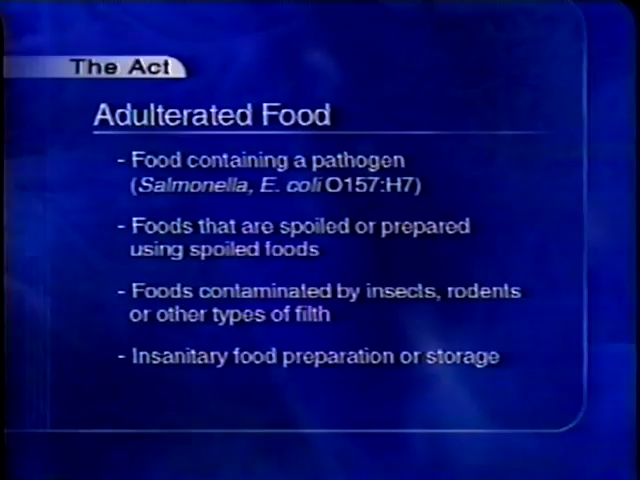 The Act
Adulterated Food
- Food containing a pathogen
(Salmonella, E. coli O157:H7)
- Foods that are spoiled or prepared
using spoiled foods
- Foods contaminated by insects, rodents
or other types of filth
- Insanitary food preparation or storage